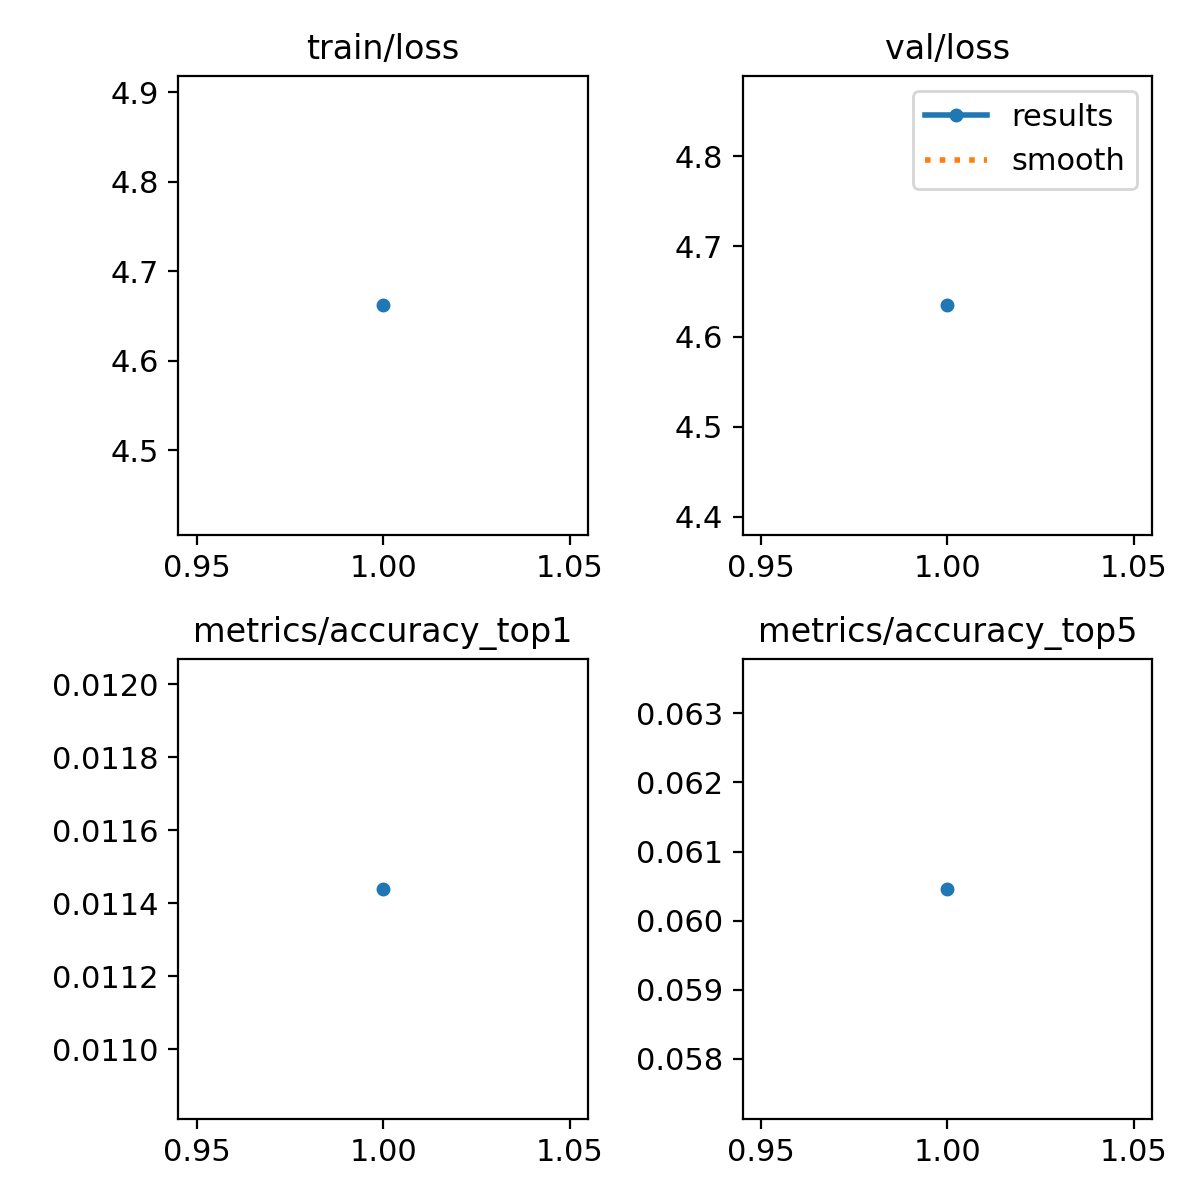 train/loss
4.9
4.8
4.7
4.6
4.5
0.95 1.00 1.05
val/loss
results
smooth
4.8
4.7
4.6
4.5
4.4
0.95 1.00 1.05
metrics/accuracy_top1
0.0120
0.0118
0.0116
0.0114
0.0112
0.0110
0.95 1.00 1.05
metrics/accuracy_top5
0.063
0.062
0.061
0.060
0.059
0.058
0.95 1.00 1.05